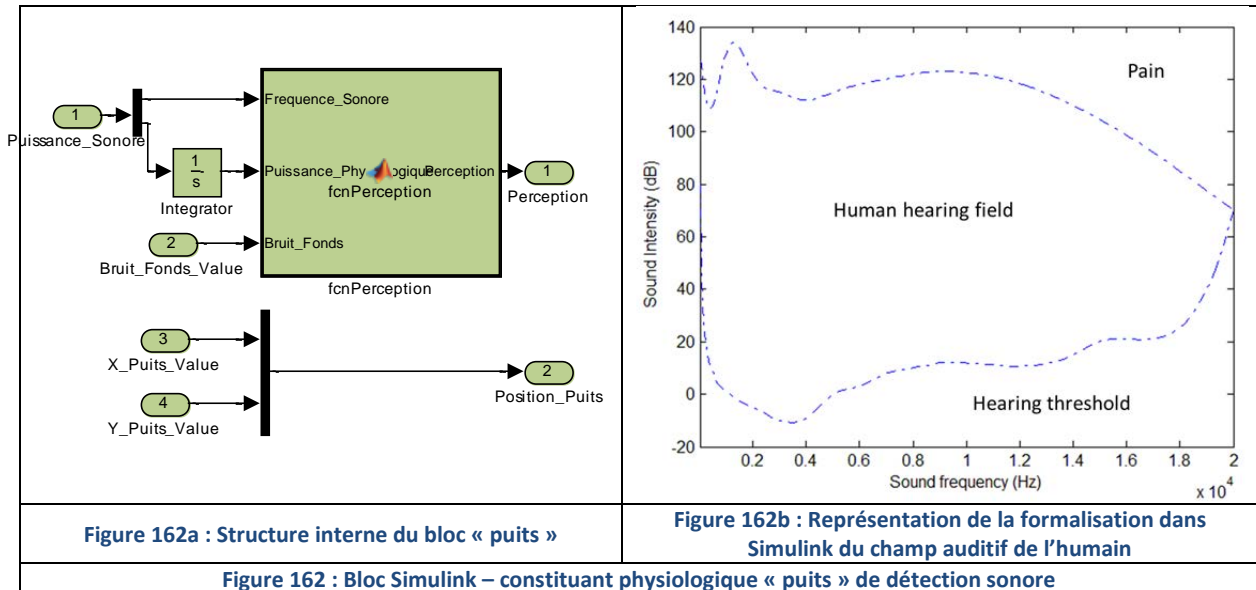 1
Puissance_Sonore
1
s
Integrator
2
Bruit_Fonds_Value
Frequence_Sonore
Perception
fcnPerception
Bruit_Fonds
fcnPerception
1
Perception
3
X_Puits_Value
4
Y_Puits_Value
2
Position_Puits
140
120
100
80
60
40
20
0
-20
Sound Intensity (dB)
Pain
Human hearing field
Hearing threshold
0.2 0.4 0.6 0.8 1 1.2 1.4 1.6 1.8 2
Sound frequency (Hz)
x 10^4
Figure 162a : Structure interne du bloc « puits »
Figure 162b : Représentation de la formalisation dans
Simulink du champ auditif de l’humain
Figure 162 : Bloc Simulink – constituant physiologique « puits » de détection sonore